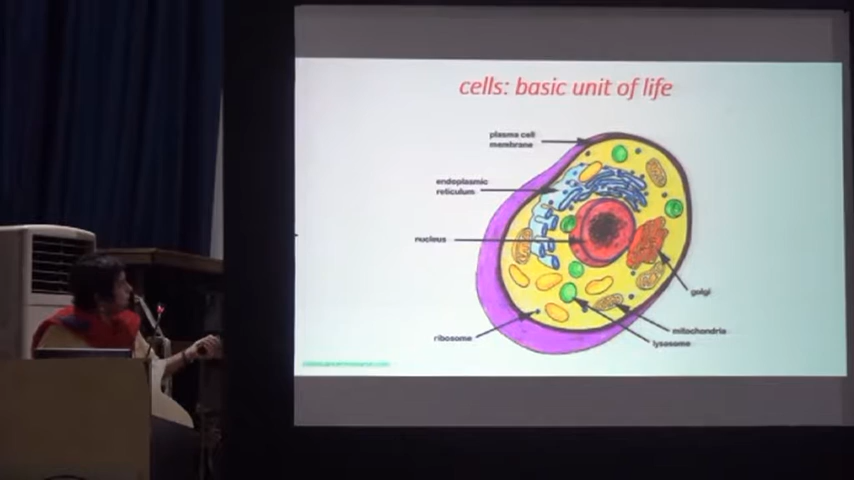 cells: basic unit of life
plasma cell
membrane
endoplasmic
reticulum
nucleus
golgi
mitochondria
lysosome
ribosome